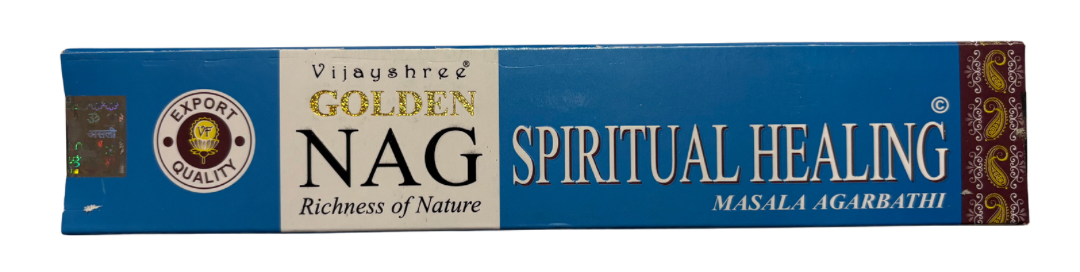 EXPORT
VF
QUALITY
Vijayshree®
GOLDEN
NAG
Richness of Nature
©
SPIRITUAL HEALING
MASALA AGARBATHI